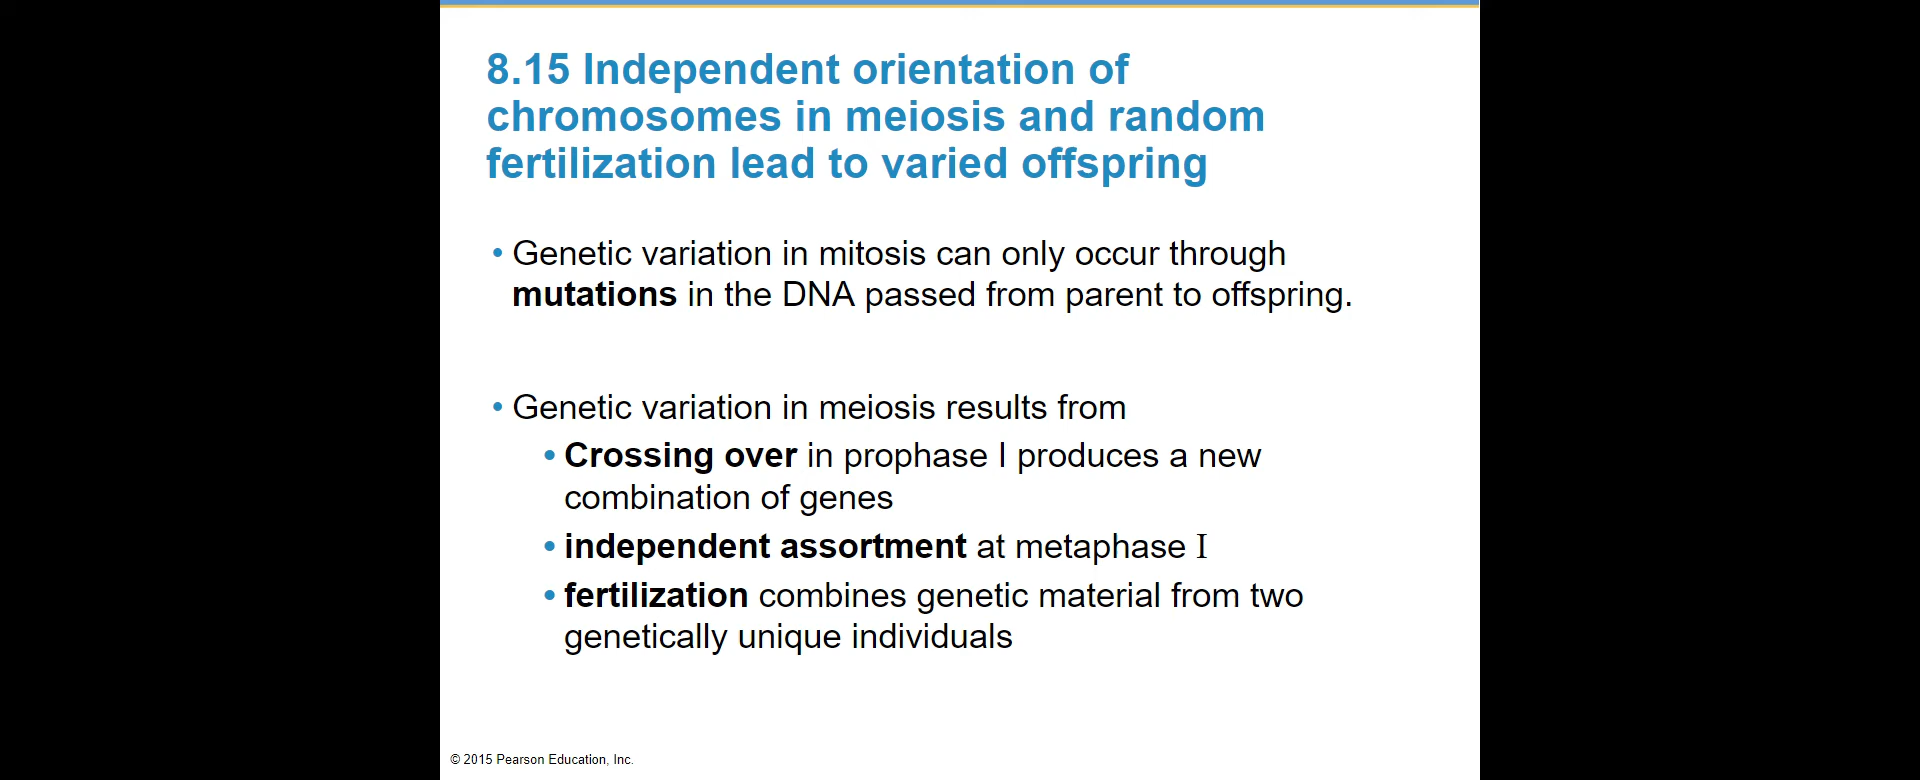 8.15 Independent orientation of
chromosomes in meiosis and random
fertilization lead to varied offspring
• Genetic variation in mitosis can only occur through
mutations in the DNA passed from parent to offspring.
• Genetic variation in meiosis results from
• Crossing over in prophase I produces a new
combination of genes
• independent assortment at metaphase I
• fertilization combines genetic material from two
genetically unique individuals
© 2015 Pearson Education, Inc.